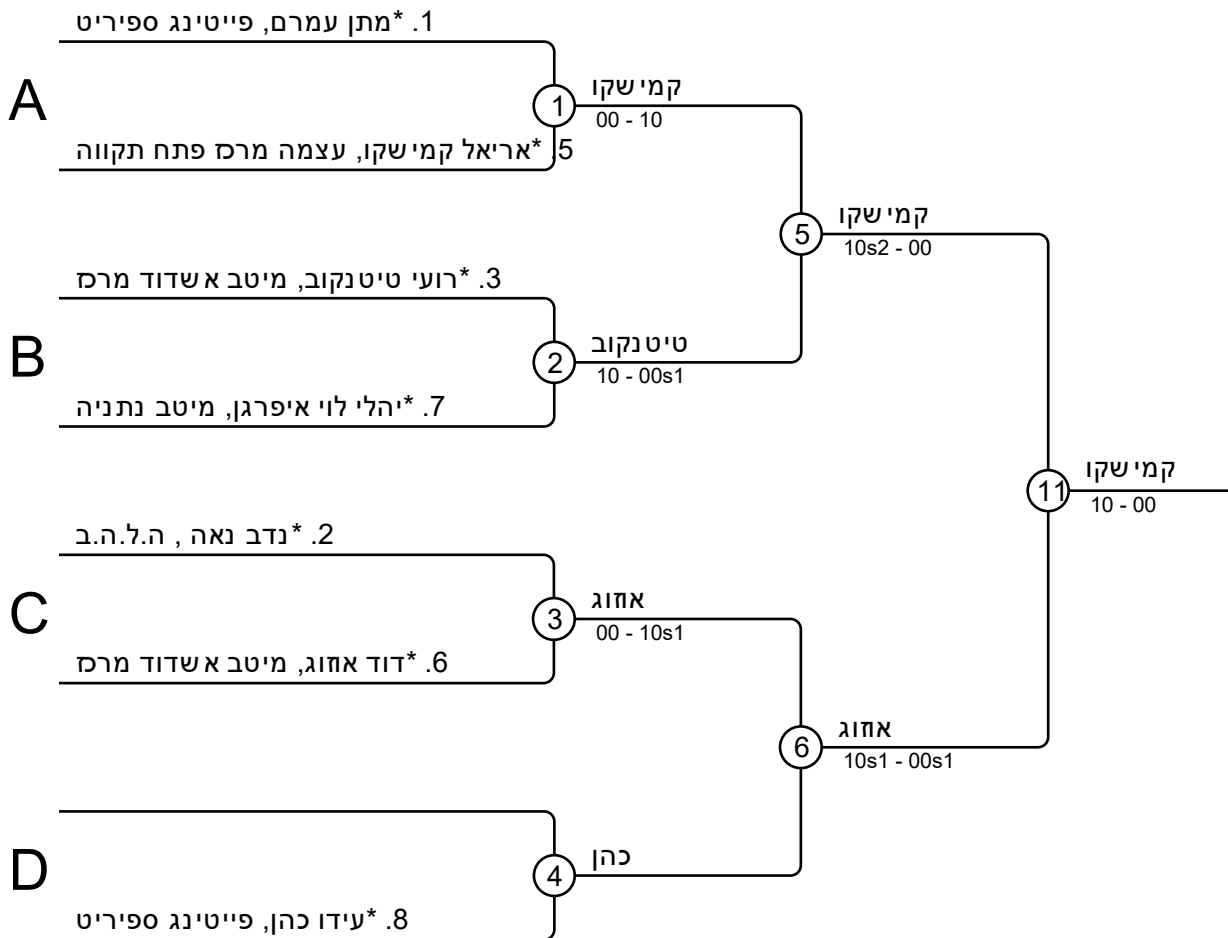 1. *מתן עמרם, פייטינג ספיריט
A
1
קמישקו
00 - 10
5. *אריאל קמישקו, עצמה מרכז פתח תקווה
5
קמישקו
10s2 - 00
3. *רועי טיטנקוב, מיטב אשדוד מרכז
B
2
טיטנקוב
10 - 00s1
7. *יהלי לוי איפרגן, מיטב נתניה
11
קמישקו
10 - 00
2. *נדב נאה , ה.ל.ה.ב
C
3
אזוג
00 - 10s1
6. *דוד אזוג, מיטב אשדוד מרכז
6
אזוג
10s1 - 00s1
D
4
כהן
8. *עידו כהן, פייטינג ספיריט